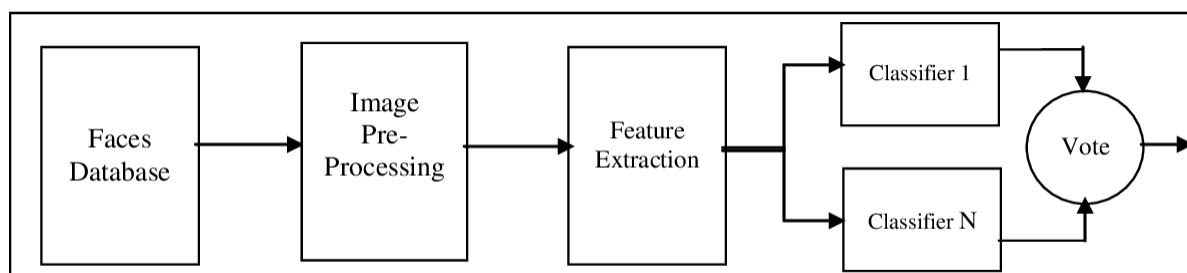 Faces
Database
Image
Pre-
Processing
Feature
Extraction
Classifier 1
Classifier N
Vote